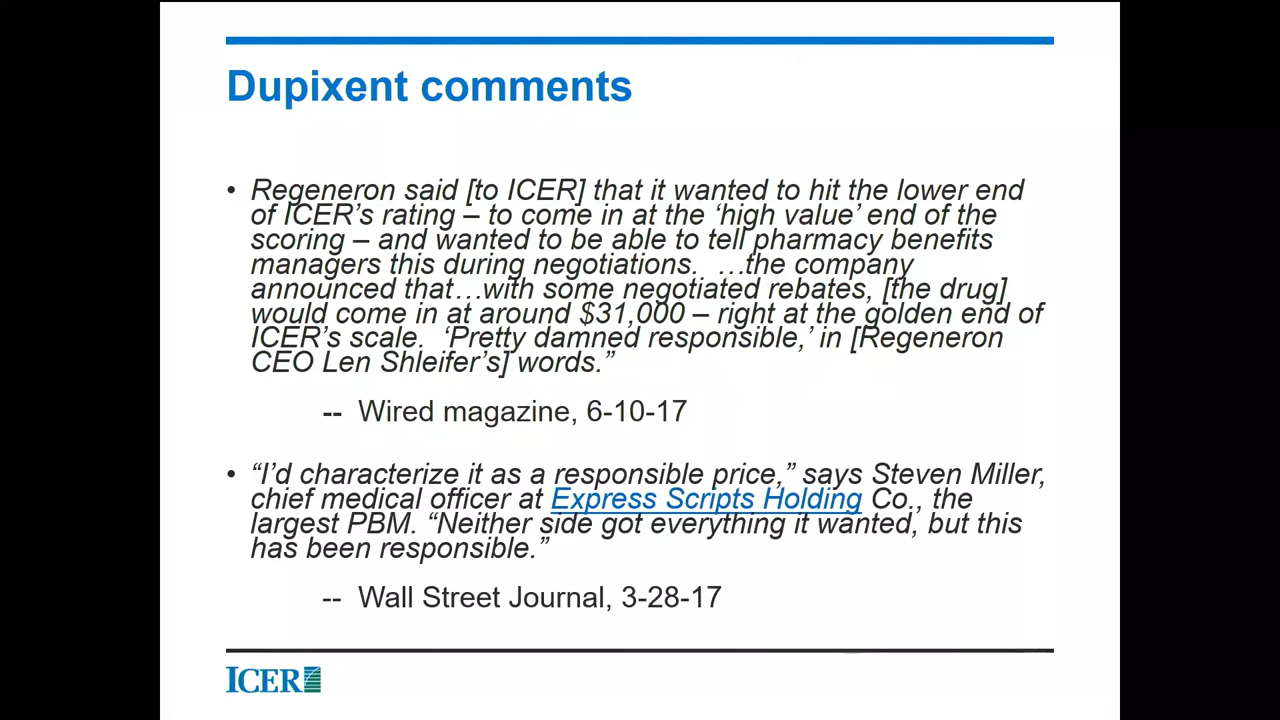 Dupixent comments
• Regeneron said [to ICER] that it wanted to hit the lower end
of ICER’s rating – to come in at the ‘high value’ end of the
scoring – and wanted to be able to tell pharmacy benefits
managers this during negotiations.  …the company
announced that…with some negotiated rebates, [the drug]
would come in at around $31,000 – right at the golden end of
ICER’s scale.  ‘Pretty damned responsible,’ in [Regeneron
CEO Len Shleifer’s] words.”
-- Wired magazine, 6-10-17
• “I’d characterize it as a responsible price,” says Steven Miller,
chief medical officer at Express Scripts Holding Co., the
largest PBM. “Neither side got everything it wanted, but this
has been responsible.”
-- Wall Street Journal, 3-28-17
ICER